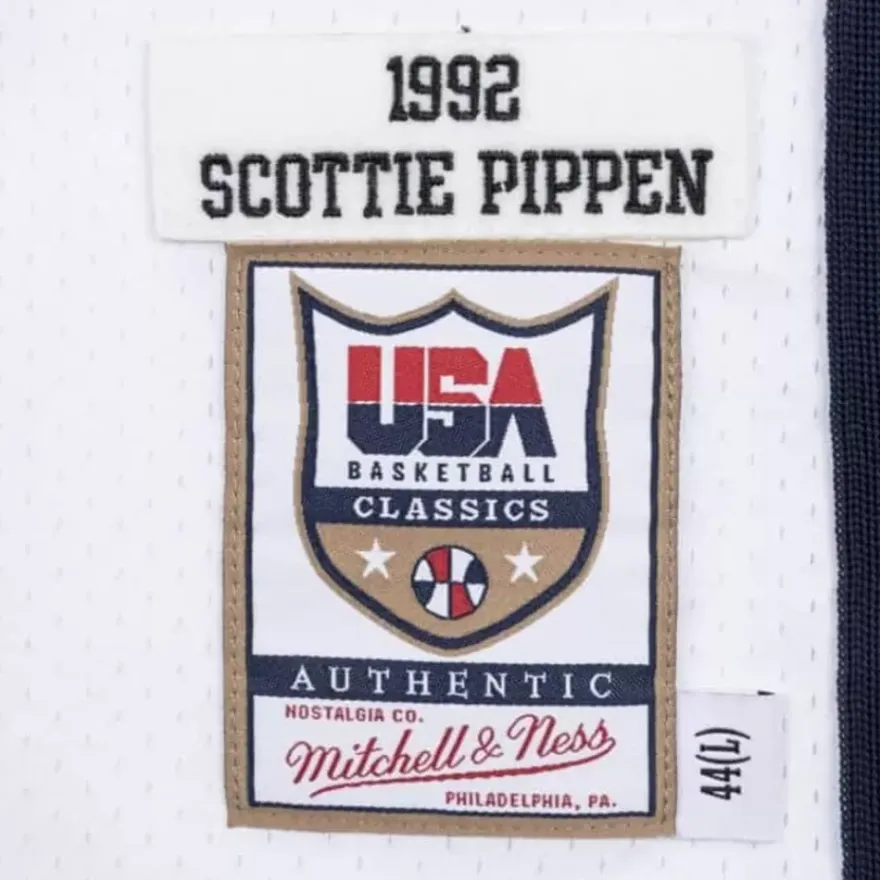 1992
SCOTTIE PIPPEN
USA
BASKETBALL
CLASSICS
AUTHENTIC
NOSTALGIA CO.
Mitchell & Ness
PHILADELPHIA, PA.
44(L)